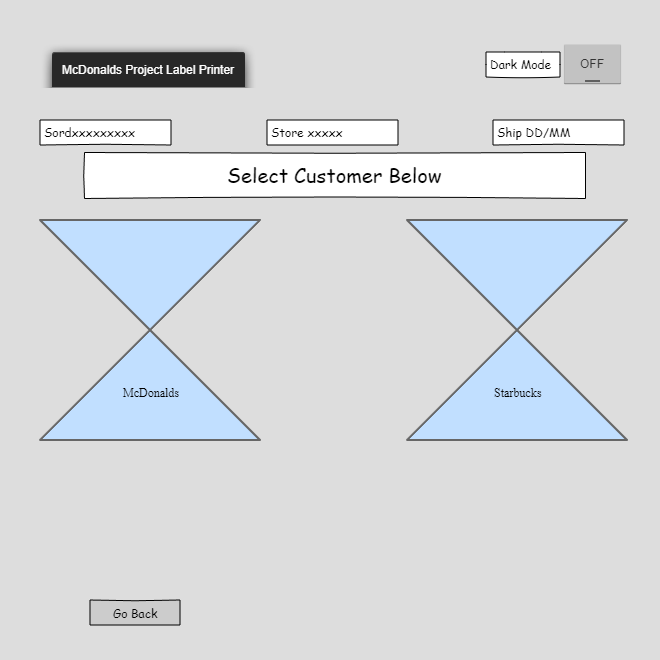 McDonalds Project Label Printer
Dark Mode
OFF
Sordxxxxxxxxx
Store xxxxx
Ship DD/MM
Select Customer Below
McDonalds
Starbucks
Go Back